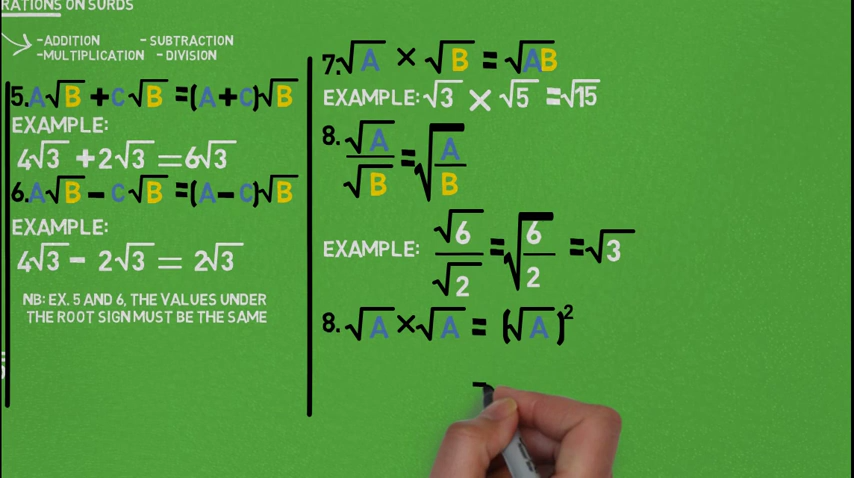 RATIONS ON SURDS
-ADDITION - SUBTRACTION
-MULTIPLICATION - DIVISION
5. A√B + C√B = (A+C)√B
EXAMPLE:
4√3 + 2√3 = 6√3
6. A√B - C√B = (A-C)√B
EXAMPLE:
4√3 - 2√3 = 2√3
NB: EX. 5 AND 6, THE VALUES UNDER
THE ROOT SIGN MUST BE THE SAME
7. √A × √B = √AB
EXAMPLE: √3 × √5 = √15
8. √A/√B = √(A/B)
EXAMPLE: √6/√2 = √(6/2) = √3
8. √A × √A = (√A)²